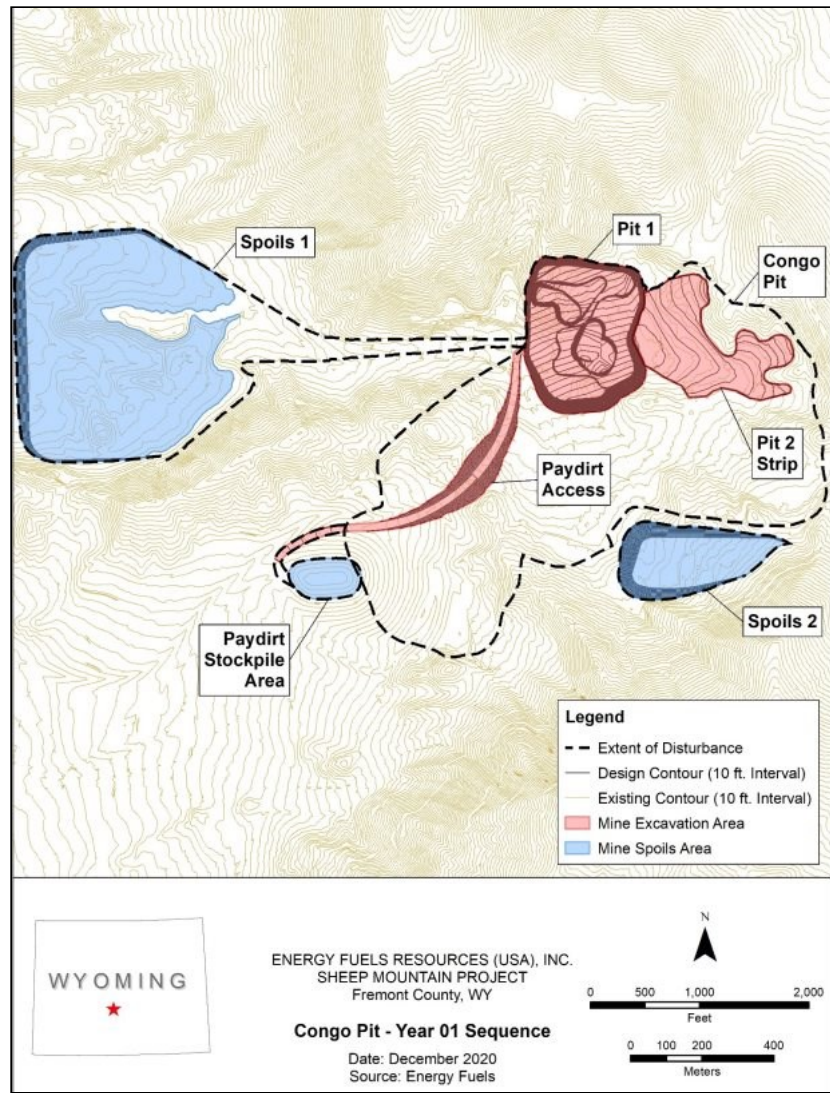 Spoils 1
Pit 1
Congo
Pit
Pit 2
Strip
Paydirt
Access
Paydirt
Stockpile
Area
Spoils 2
Legend
Extent of Disturbance
Design Contour (10 ft. Interval)
Existing Contour (10 ft. Interval)
Mine Excavation Area
Mine Spoils Area
WYOMING
ENERGY FUELS RESOURCES (USA), INC.
SHEEP MOUNTAIN PROJECT
Fremont County, WY
Congo Pit - Year 01 Sequence
Date: December 2020
Source: Energy Fuels
N
0 500 1,000 2,000
Feet
0 100 200 400
Meters